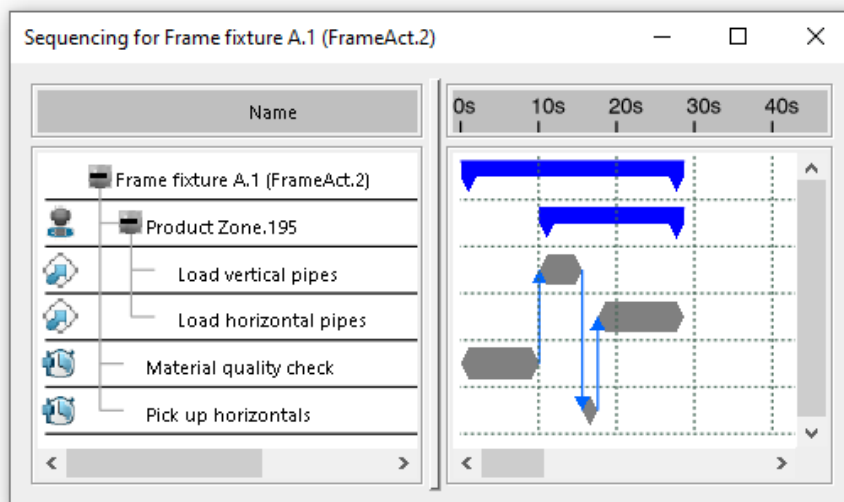 Sequencing for Frame fixture A.1 (FrameAct.2)
Name
0s 10s 20s 30s 40s
Frame fixture A.1 (FrameAct.2)
Product Zone.195
Load vertical pipes
Load horizontal pipes
Material quality check
Pick up horizontals